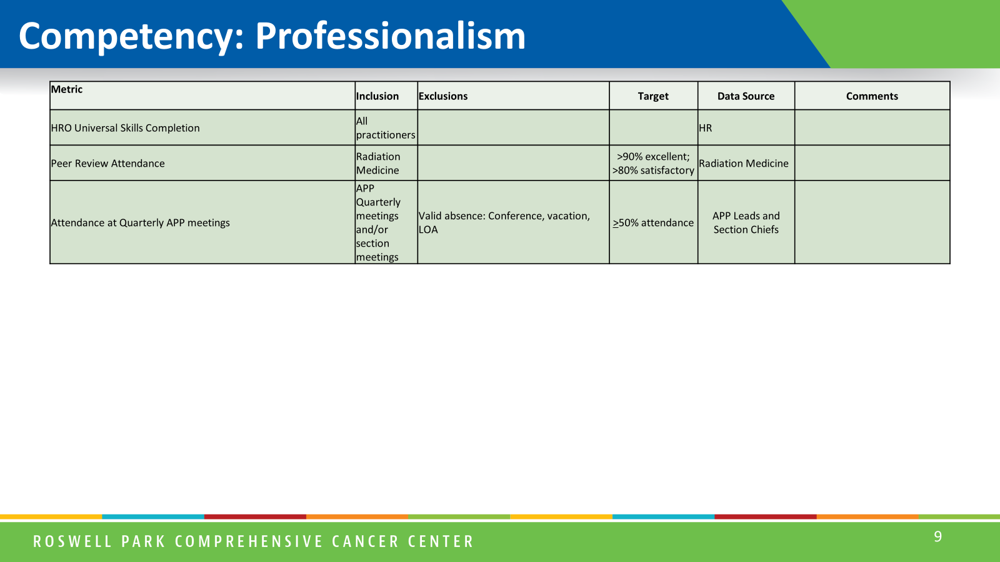 Competency: Professionalism
Metric
Inclusion
Exclusions
Target
Data Source
Comments
HRO Universal Skills Completion
All
practitioners
HR
Peer Review Attendance
Radiation
Medicine
>90% excellent;
>80% satisfactory
Radiation Medicine
Attendance at Quarterly APP meetings
APP
Quarterly
meetings
and/or
section
meetings
Valid absence: Conference, vacation,
LOA
≥50% attendance
APP Leads and
Section Chiefs
ROSWELL PARK COMPREHENSIVE CANCER CENTER
9